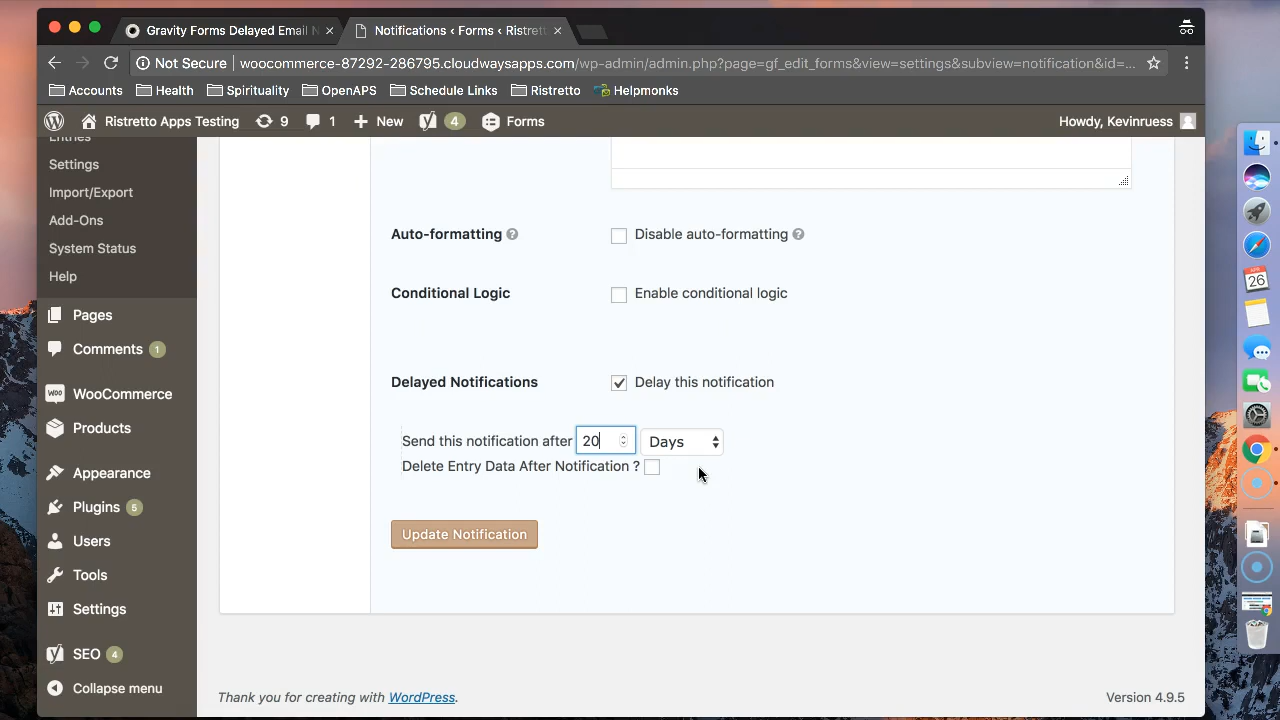 Gravity Forms Delayed Email N
Notifications ‹ Forms ‹ Ristrett
Not Secure | woocommerce-87292-286795.cloudwaysapps.com/wp-admin/admin.php?page=gf_edit_forms&view=settings&subview=notification&id=...
Accounts Health Spirituality OpenAPS Schedule Links Ristretto Helpmonks
Ristretto Apps Testing 9 1 New 4 Forms Howdy, Kevinruess
Entries
Settings
Import/Export
Add-Ons
System Status
Help
Pages
Comments 1
WooCommerce
Products
Appearance
Plugins 5
Users
Tools
Settings
SEO 4
Collapse menu
Auto-formatting ? Disable auto-formatting ?
Conditional Logic Enable conditional logic
Delayed Notifications Delay this notification
Send this notification after 20 Days
Delete Entry Data After Notification ?
Update Notification
Thank you for creating with WordPress. Version 4.9.5
APR
26